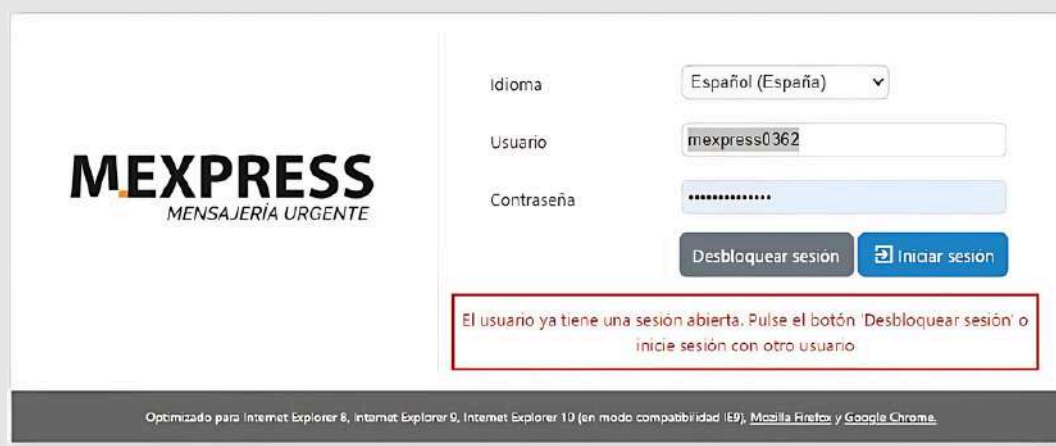 Idioma
Español (España)
Usuario
mexpress0362
MEXPRESS
MENSAJERÍA URGENTE
Contraseña
••••••••••••••
Desbloquear sesión
Iniciar sesión
El usuario ya tiene una sesión abierta. Pulse el botón 'Desbloquear sesión' o
inicie sesión con otro usuario
Optimizado para Internet Explorer 8, Internet Explorer 9, Internet Explorer 10 (en modo compatibilidad IE9), Mozilla Firefox y Google Chrome.